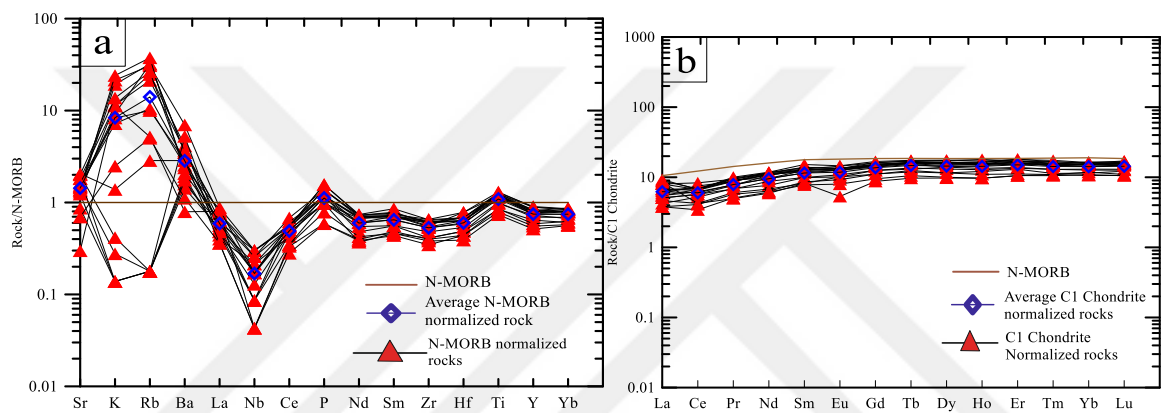 a
Rock/N-MORB
100
10
1
0.1
0.01
N-MORB
Average N-MORB
normalized rock
N-MORB normalized
rocks
Sr K Rb Ba La Nb Ce P Nd Sm Zr Hf Ti Y Yb
b
Rock/C1 Chondrite
1000
100
10
1
0.1
0.01
N-MORB
Average C1 Chondrite
normalized rocks
C1 Chondrite
Normalized rocks
La Ce Pr Nd Sm Eu Gd Tb Dy Ho Er Tm Yb Lu